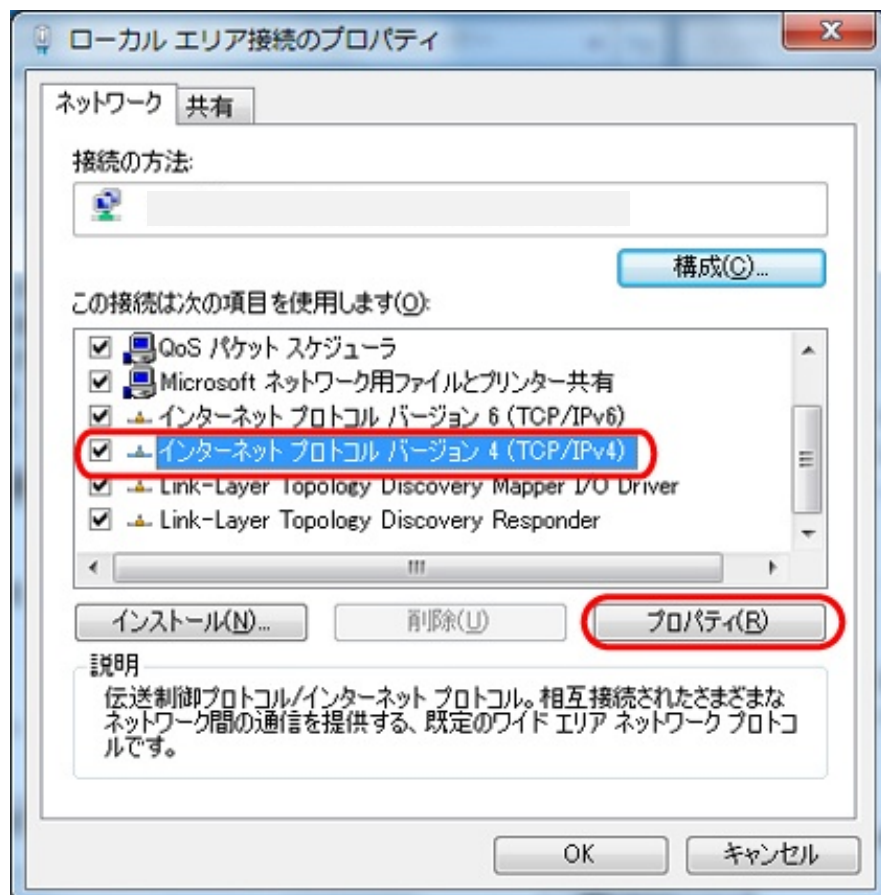 ローカル エリア接続のプロパティ
ネットワーク
共有
接続の方法:
構成(C)...
この接続は次の項目を使用します(O):
QoS パケット スケジューラ
Microsoft ネットワーク用ファイルとプリンター共有
インターネット プロトコル バージョン 6 (TCP/IPv6)
インターネット プロトコル バージョン 4 (TCP/IPv4)
Link-Layer Topology Discovery Mapper I/O Driver
Link-Layer Topology Discovery Responder
インストール(N)...
削除(U)
プロパティ(R)
説明
伝送制御プロトコル/インターネット プロトコル。相互接続されたさまざまな
ネットワーク間の通信を提供する、既定のワイド エリア ネットワーク プロトコ
ルです。
OK
キャンセル